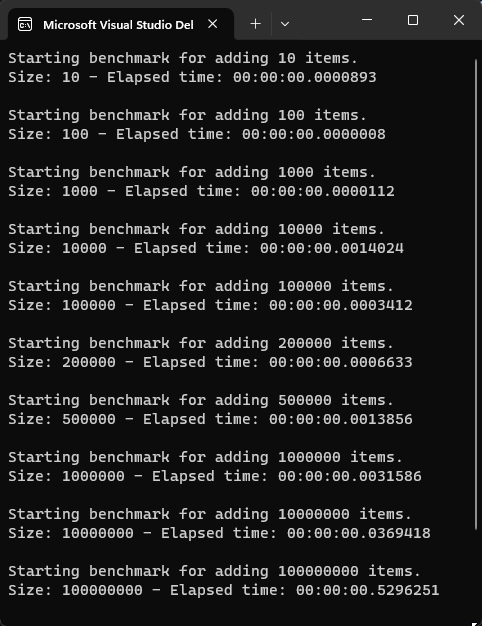 Microsoft Visual Studio Del
Starting benchmark for adding 10 items.
Size: 10 - Elapsed time: 00:00:00.0000893
Starting benchmark for adding 100 items.
Size: 100 - Elapsed time: 00:00:00.0000008
Starting benchmark for adding 1000 items.
Size: 1000 - Elapsed time: 00:00:00.0000112
Starting benchmark for adding 10000 items.
Size: 10000 - Elapsed time: 00:00:00.0014024
Starting benchmark for adding 100000 items.
Size: 100000 - Elapsed time: 00:00:00.0003412
Starting benchmark for adding 200000 items.
Size: 200000 - Elapsed time: 00:00:00.0006633
Starting benchmark for adding 500000 items.
Size: 500000 - Elapsed time: 00:00:00.0013856
Starting benchmark for adding 1000000 items.
Size: 1000000 - Elapsed time: 00:00:00.0031586
Starting benchmark for adding 10000000 items.
Size: 10000000 - Elapsed time: 00:00:00.0369418
Starting benchmark for adding 100000000 items.
Size: 100000000 - Elapsed time: 00:00:00.5296251